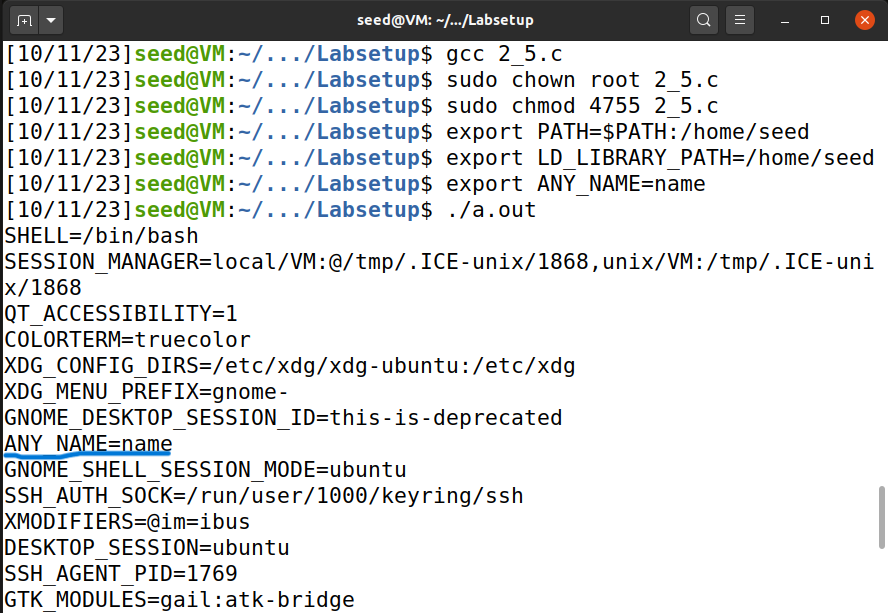 seed@VM: ~/.../Labsetup
[10/11/23]seed@VM:~/.../Labsetup$ gcc 2_5.c
[10/11/23]seed@VM:~/.../Labsetup$ sudo chown root 2_5.c
[10/11/23]seed@VM:~/.../Labsetup$ sudo chmod 4755 2_5.c
[10/11/23]seed@VM:~/.../Labsetup$ export PATH=$PATH:/home/seed
[10/11/23]seed@VM:~/.../Labsetup$ export LD_LIBRARY_PATH=/home/seed
[10/11/23]seed@VM:~/.../Labsetup$ export ANY_NAME=name
[10/11/23]seed@VM:~/.../Labsetup$ ./a.out
SHELL=/bin/bash
SESSION_MANAGER=local/VM:@/tmp/.ICE-unix/1868,unix/VM:/tmp/.ICE-uni
x/1868
QT_ACCESSIBILITY=1
COLORTERM=truecolor
XDG_CONFIG_DIRS=/etc/xdg/xdg-ubuntu:/etc/xdg
XDG_MENU_PREFIX=gnome-
GNOME_DESKTOP_SESSION_ID=this-is-deprecated
ANY_NAME=name
GNOME_SHELL_SESSION_MODE=ubuntu
SSH_AUTH_SOCK=/run/user/1000/keyring/ssh
XMODIFIERS=@im=ibus
DESKTOP_SESSION=ubuntu
SSH_AGENT_PID=1769
GTK_MODULES=gail:atk-bridge